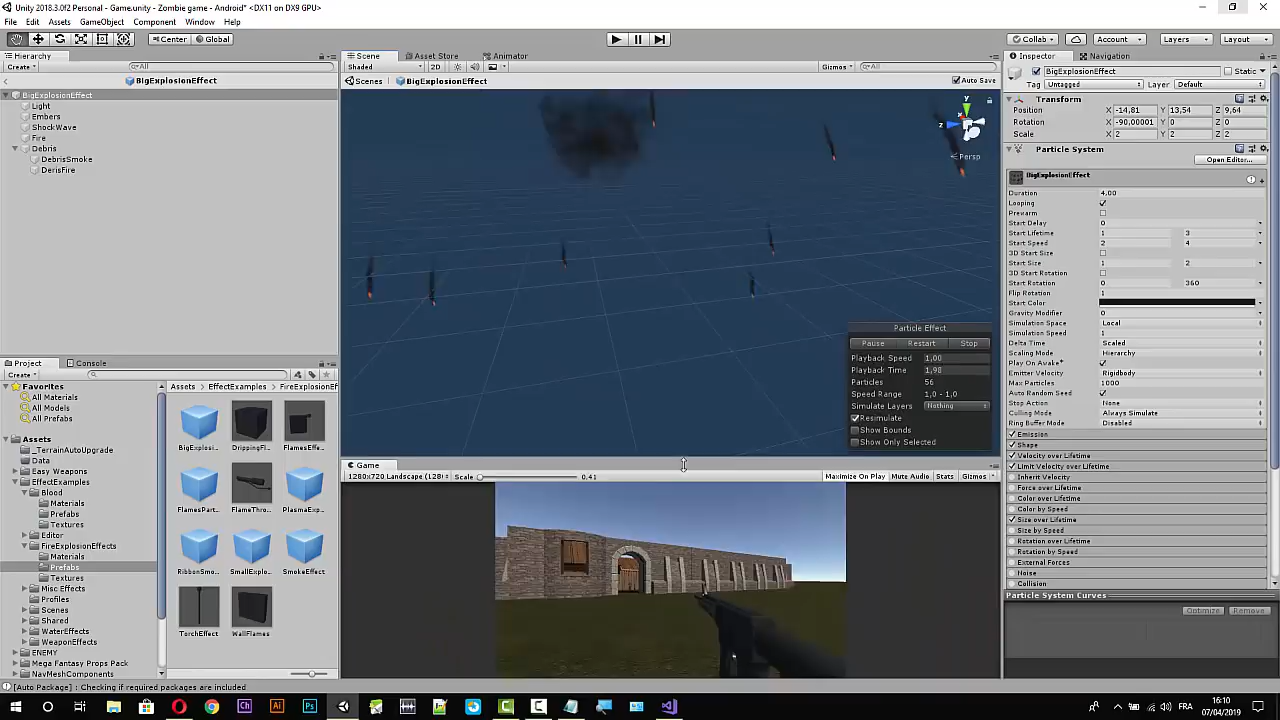 Unity 2018.3.0f2 Personal - Game.unity - Zombie game - Android* <DX11 on DX9 GPU>
File Edit Assets GameObject Component Window Help
Center Global
Collab Account Layers Layout
Hierarchy
Create All
BigExplosionEffect
BigExplosionEffect
Light
Embers
ShockWave
Fire
Debris
DebrisSmoke
DerisFire
Scene Asset Store Animator
Shaded 2D Gizmos All
Scenes BigExplosionEffect Auto Save
y
x
z
Persp
Particle Effect
Pause Restart Stop
Playback Speed 1,00
Playback Time 1,98
Particles 56
Speed Range 1,0 - 1,0
Simulate Layers Nothing
Resimulate
Show Bounds
Show Only Selected
Game
1280x720 Landscape (128( Scale 0.41 Maximize On Play Mute Audio Stats Gizmos
Project Console
Create
Favorites
All Materials
All Models
All Prefabs
Assets
_TerrainAutoUpgrade
Data
Easy Weapons
EffectExamples
Blood
Materials
Prefabs
Textures
Editor
FireExplosionEffects
Materials
Prefabs
Textures
Misc Effects
Profiles
Scenes
Shared
WaterEffects
WeaponEffects
ENEMY
Mega Fantasy Props Pack
NavMeshComponents
Assets EffectExamples FireExplosionEf
BigExplosi... DrippingFl... FlamesEffe...
FlamesPart... FlameThro... PlasmaExp...
RibbonSmo... SmallExplo... SmokeEffect
TorchEffect WallFlames
Inspector Navigation
BigExplosionEffect Static
Tag Untagged Layer Default
Transform
Position X -14,81 Y 13,54 Z 9,64
Rotation X -90,00001 Y 0 Z 0
Scale X 2 Y 2 Z 2
Particle System
Open Editor...
BigExplosionEffect
Duration 4,00
Looping
Prewarm
Start Delay 0
Start Lifetime 1 3
Start Speed 2 4
3D Start Size
Start Size 1 2
3D Start Rotation
Start Rotation 0 360
Flip Rotation 1
Start Color
Gravity Modifier 0
Simulation Space Local
Simulation Speed 1
Delta Time Scaled
Scaling Mode Hierarchy
Play On Awake*
Emitter Velocity Rigidbody
Max Particles 1000
Auto Random Seed
Stop Action None
Culling Mode Always Simulate
Ring Buffer Mode Disabled
Emission
Shape
Velocity over Lifetime
Limit Velocity over Lifetime
Inherit Velocity
Force over Lifetime
Color over Lifetime
Color by Speed
Size over Lifetime
Size by Speed
Rotation over Lifetime
Rotation by Speed
External Forces
Noise
Collision
Particle System Curves
Optimize Remove
[Auto Package] : Checking if required packages are included
Ch Ai Ps
FRA
16:10
07/04/2019